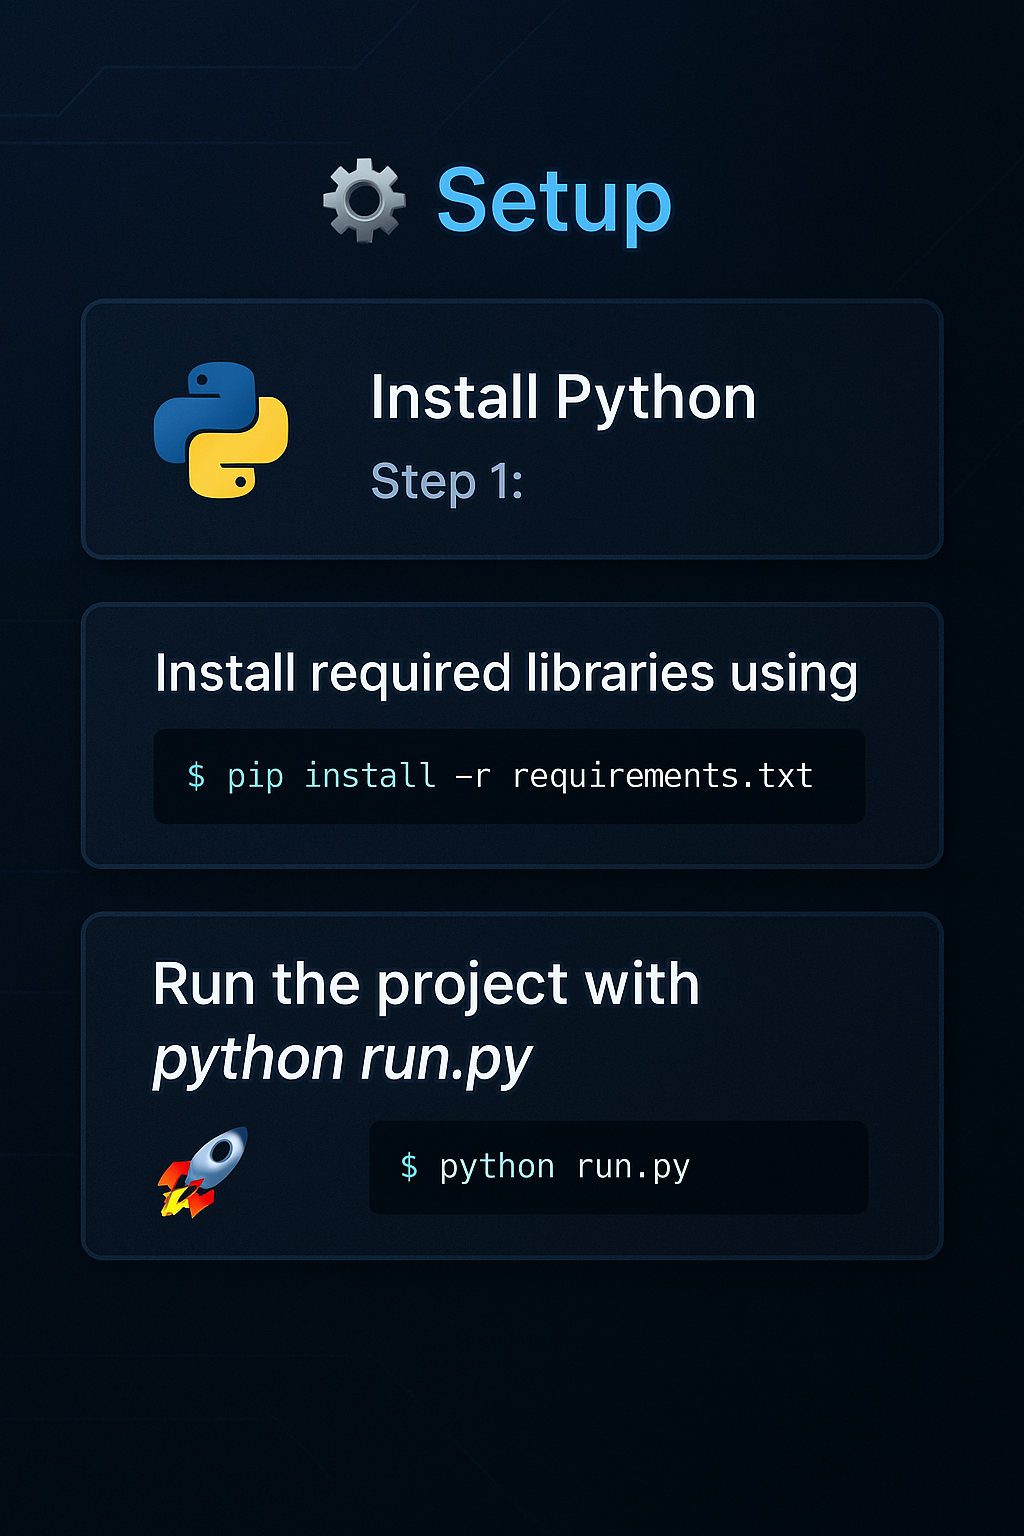 Setup
Install Python
Step 1:
Install required libraries using
$ pip install –r requirements.txt
Run the project with
python run.py
$ python run.py